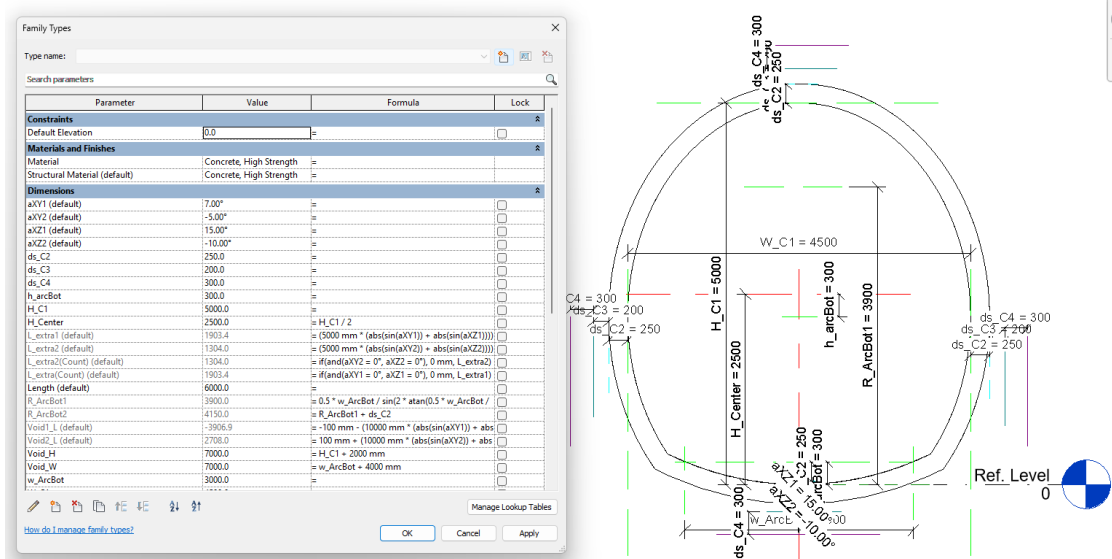 Family Types
Type name:
Search parameters
Parameter Value Formula Lock
Constraints
Default Elevation 0.0 =
Materials and Finishes
Material Concrete, High Strength =
Structural Material (default) Concrete, High Strength =
Dimensions
aXY1 (default) 7.00° =
aXY2 (default) -5.00° =
aXZ1 (default) 15.00° =
aXZ2 (default) -10.00° =
ds_C2 250.0 =
ds_C3 200.0 =
ds_C4 300.0 =
h_arcBot 300.0 =
H_C1 5000.0 =
H_Center 2500.0 = H_C1 / 2
L_extra1 (default) 1903.4 = (5000 mm * (abs(sin(aXY1)) + abs(sin(aXZ1))))
L_extra2 (default) 1304.0 = (5000 mm * (abs(sin(aXY2)) + abs(sin(aXZ2))))
L_extra2(Count) (default) 1304.0 = if(and(aXY2 = 0°, aXZ2 = 0°), 0 mm, L_extra2)
L_extra(Count) (default) 1903.4 = if(and(aXY1 = 0°, aXZ1 = 0°), 0 mm, L_extra1)
Length (default) 6000.0 =
R_ArcBot1 3900.0 = 0.5 * w_ArcBot / sin(2 * atan(0.5 * w_ArcBot /
R_ArcBot2 4150.0 = R_ArcBot1 + ds_C2
Void1_L (default) -3906.9 = -100 mm - (10000 mm * (abs(sin(aXY1)) + abs
Void2_L (default) 2708.0 = 100 mm + (10000 mm * (abs(sin(aXY2)) + abs
Void_H 7000.0 = H_C1 + 2000 mm
Void_W 7000.0 = w_ArcBot + 4000 mm
w_ArcBot 3000.0 =
Manage Lookup Tables
How do I manage family types?
OK Cancel Apply
ds_C4 = 300
ds_C2 = 250
W_C1 = 4500
H_C1 = 5000
h_arcBot = 300
R_ArcBot1 = 3900
H_Center = 2500
C4 = 300
ds_C3 = 200
ds_C2 = 250
ds_C4 = 300
ds_C3 = 200
ds_C2 = 250
C2 = 250
rcBot = 300
aXZ1 = 15.00°
aXZ2 = -10.00°
ds_C4 = 300
w_ArcB
Ref. Level
0